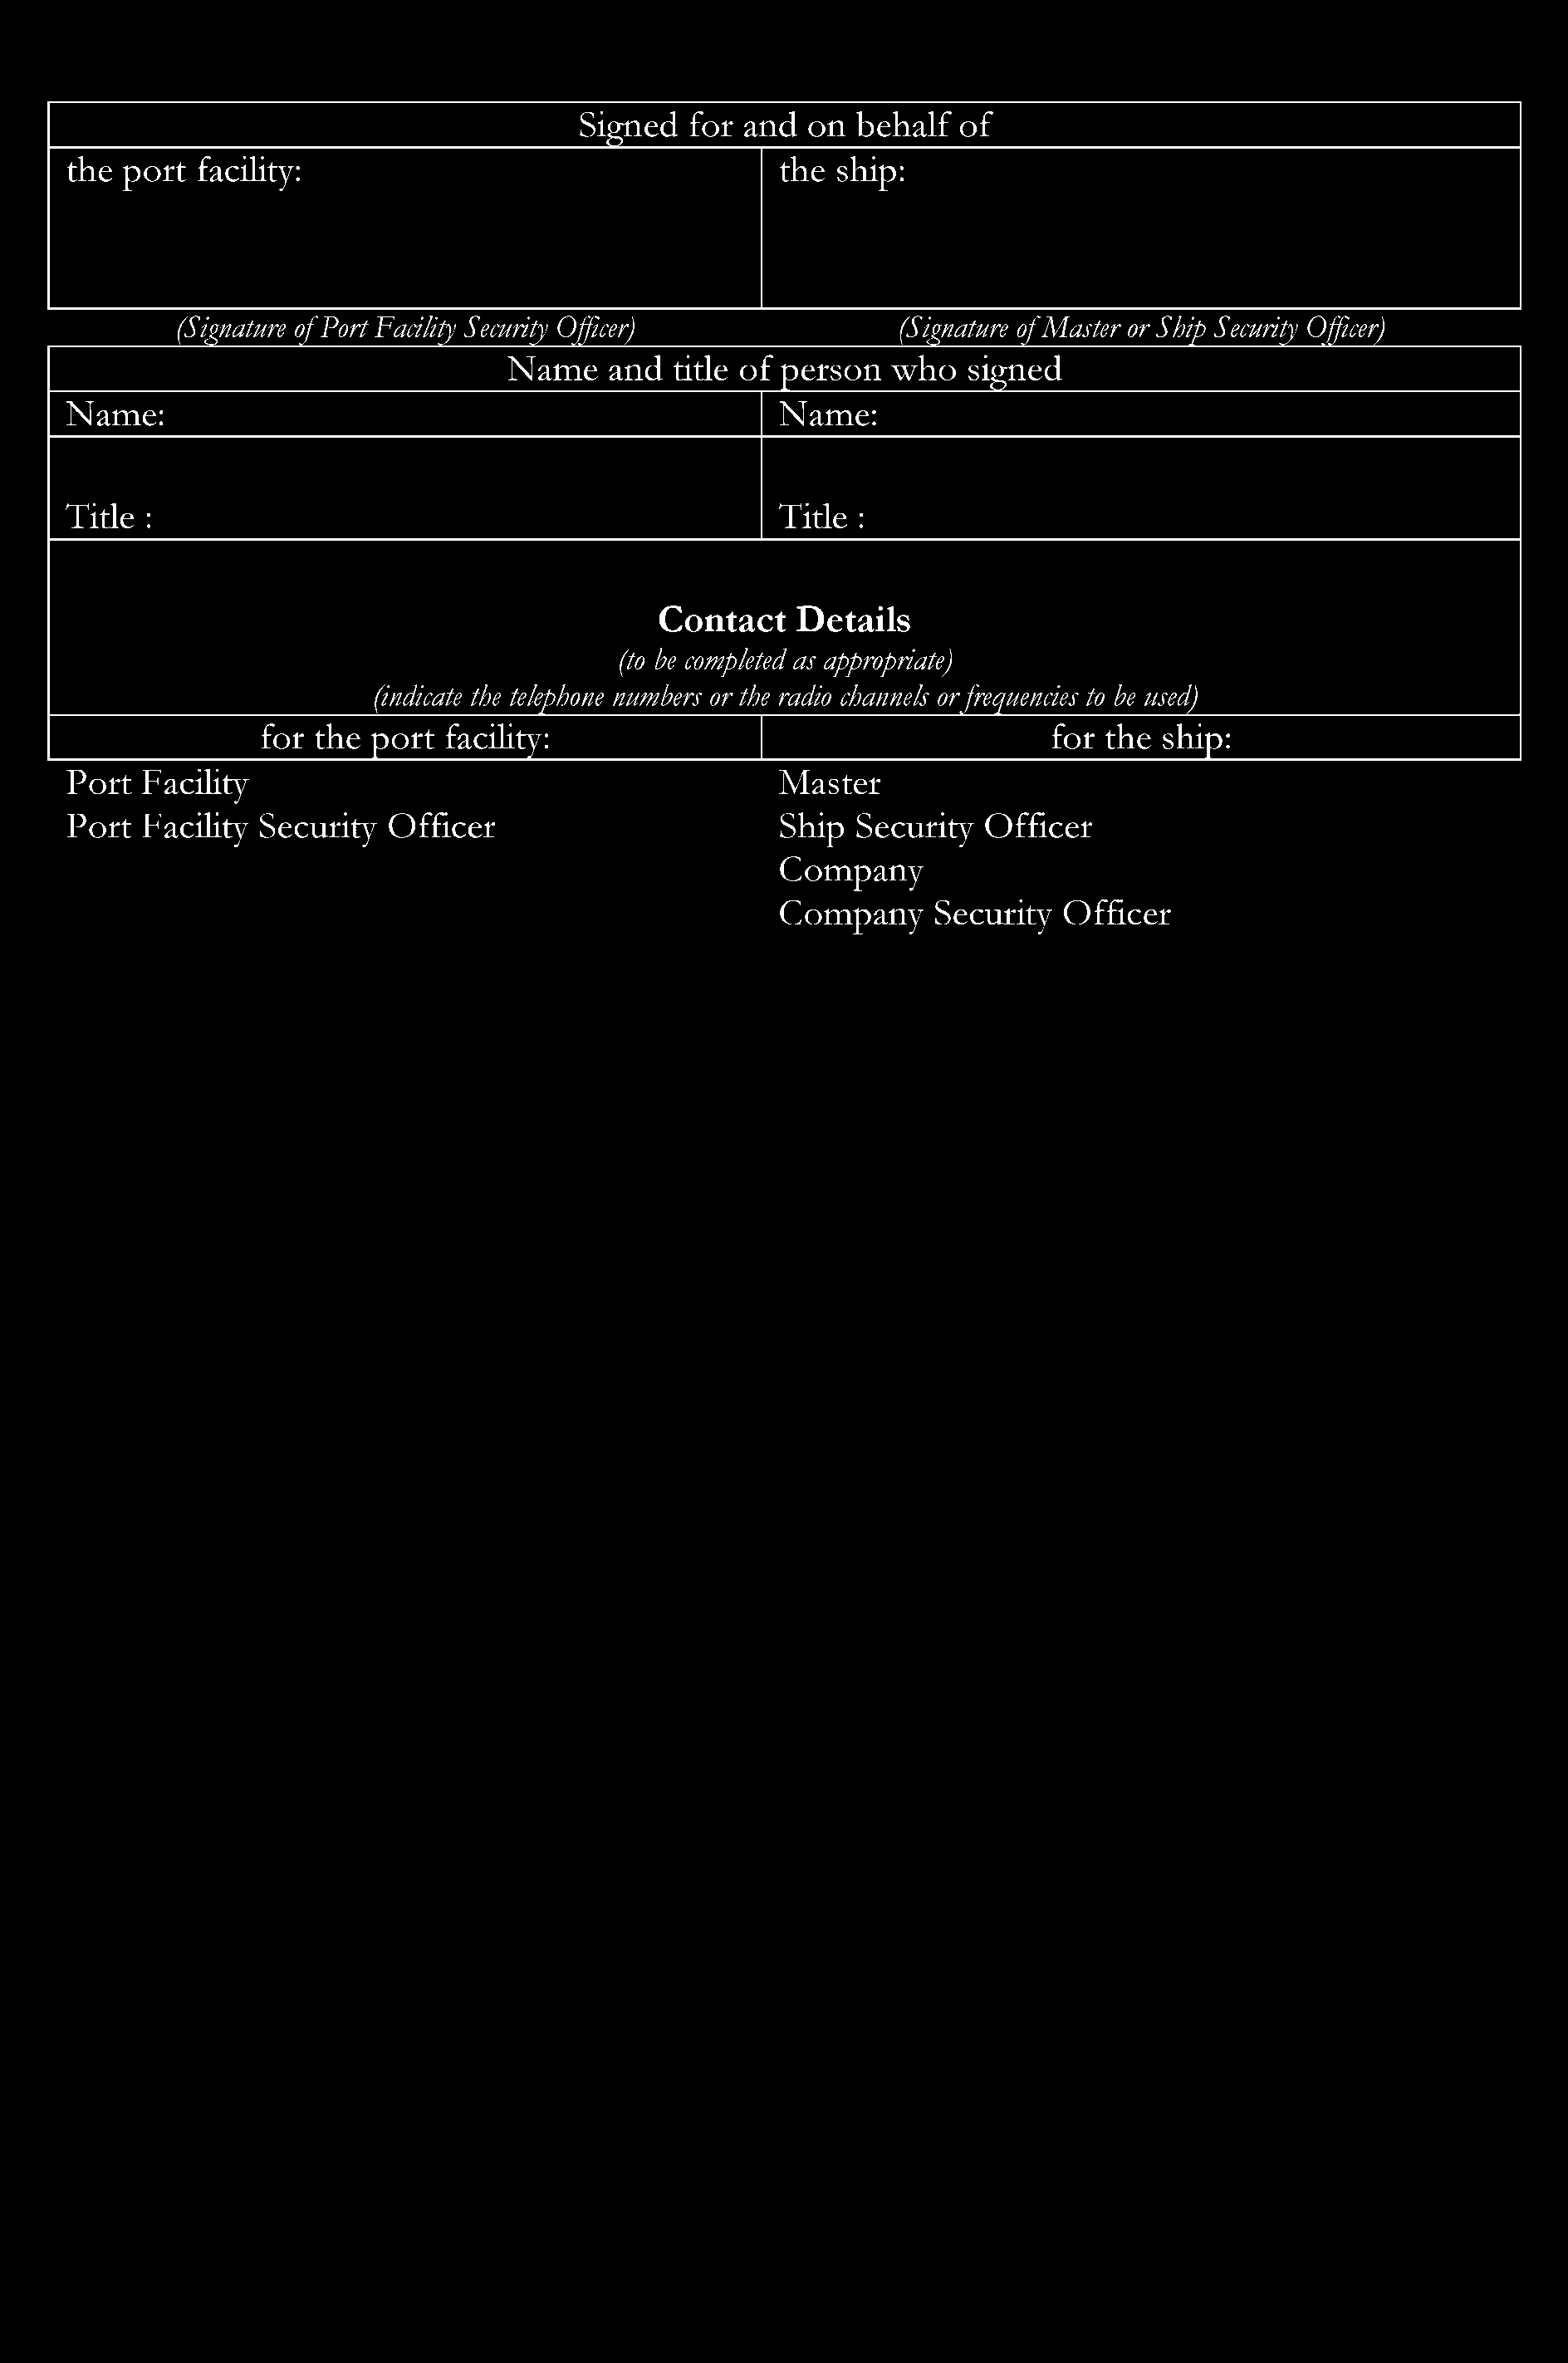 Signed for and on behalf of
the port facility:
the ship:
(Signature of Port Facility Security Officer)
(Signature of Master or Ship Security Officer)
Name and title of person who signed
Name:
Name:
Title :
Title :
Contact Details
(to be completed as appropriate)
(indicate the telephone numbers or the radio channels or frequencies to be used)
for the port facility:
for the ship:
Port Facility
Master
Port Facility Security Officer
Ship Security Officer
Company
Company Security Officer